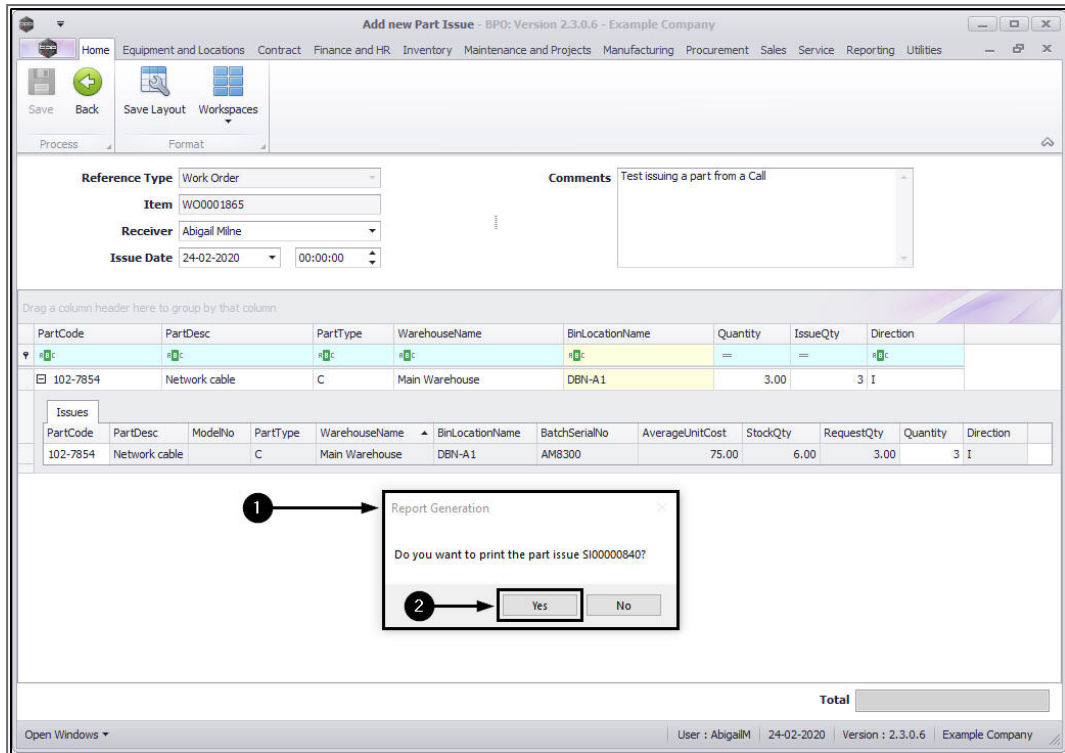 Add new Part Issue - BPO: Version 2.3.0.6 - Example Company
Home Equipment and Locations Contract Finance and HR Inventory Maintenance and Projects Manufacturing Procurement Sales Service Reporting Utilities
Save Back Save Layout Workspaces
Process Format
Reference Type Work Order Comments Test issuing a part from a Call
Item WO0001865
Receiver Abigail Milne
Issue Date 24-02-2020 00:00:00
Drag a column header here to group by that column
PartCode PartDesc PartType WarehouseName BinLocationName Quantity IssueQty Direction
102-7854 Network cable C Main Warehouse DBN-A1 3.00 3 I
Issues
PartCode PartDesc ModelNo PartType WarehouseName BinLocationName BatchSerialNo AverageUnitCost StockQty RequestQty Quantity Direction
102-7854 Network cable C Main Warehouse DBN-A1 AM8300 75.00 6.00 3.00 3 I
1 Report Generation
Do you want to print the part issue SI00000840?
2 Yes No
Total
Open Windows User : AbigailM 24-02-2020 Version : 2.3.0.6 Example Company